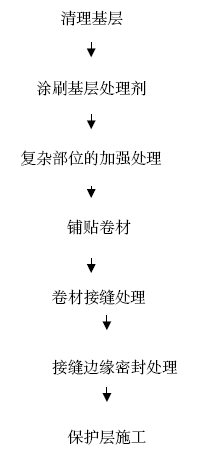 清理基层
涂刷基层处理剂
复杂部位的加强处理
铺贴卷材
卷材接缝处理
接缝边缘密封处理
保护层施工